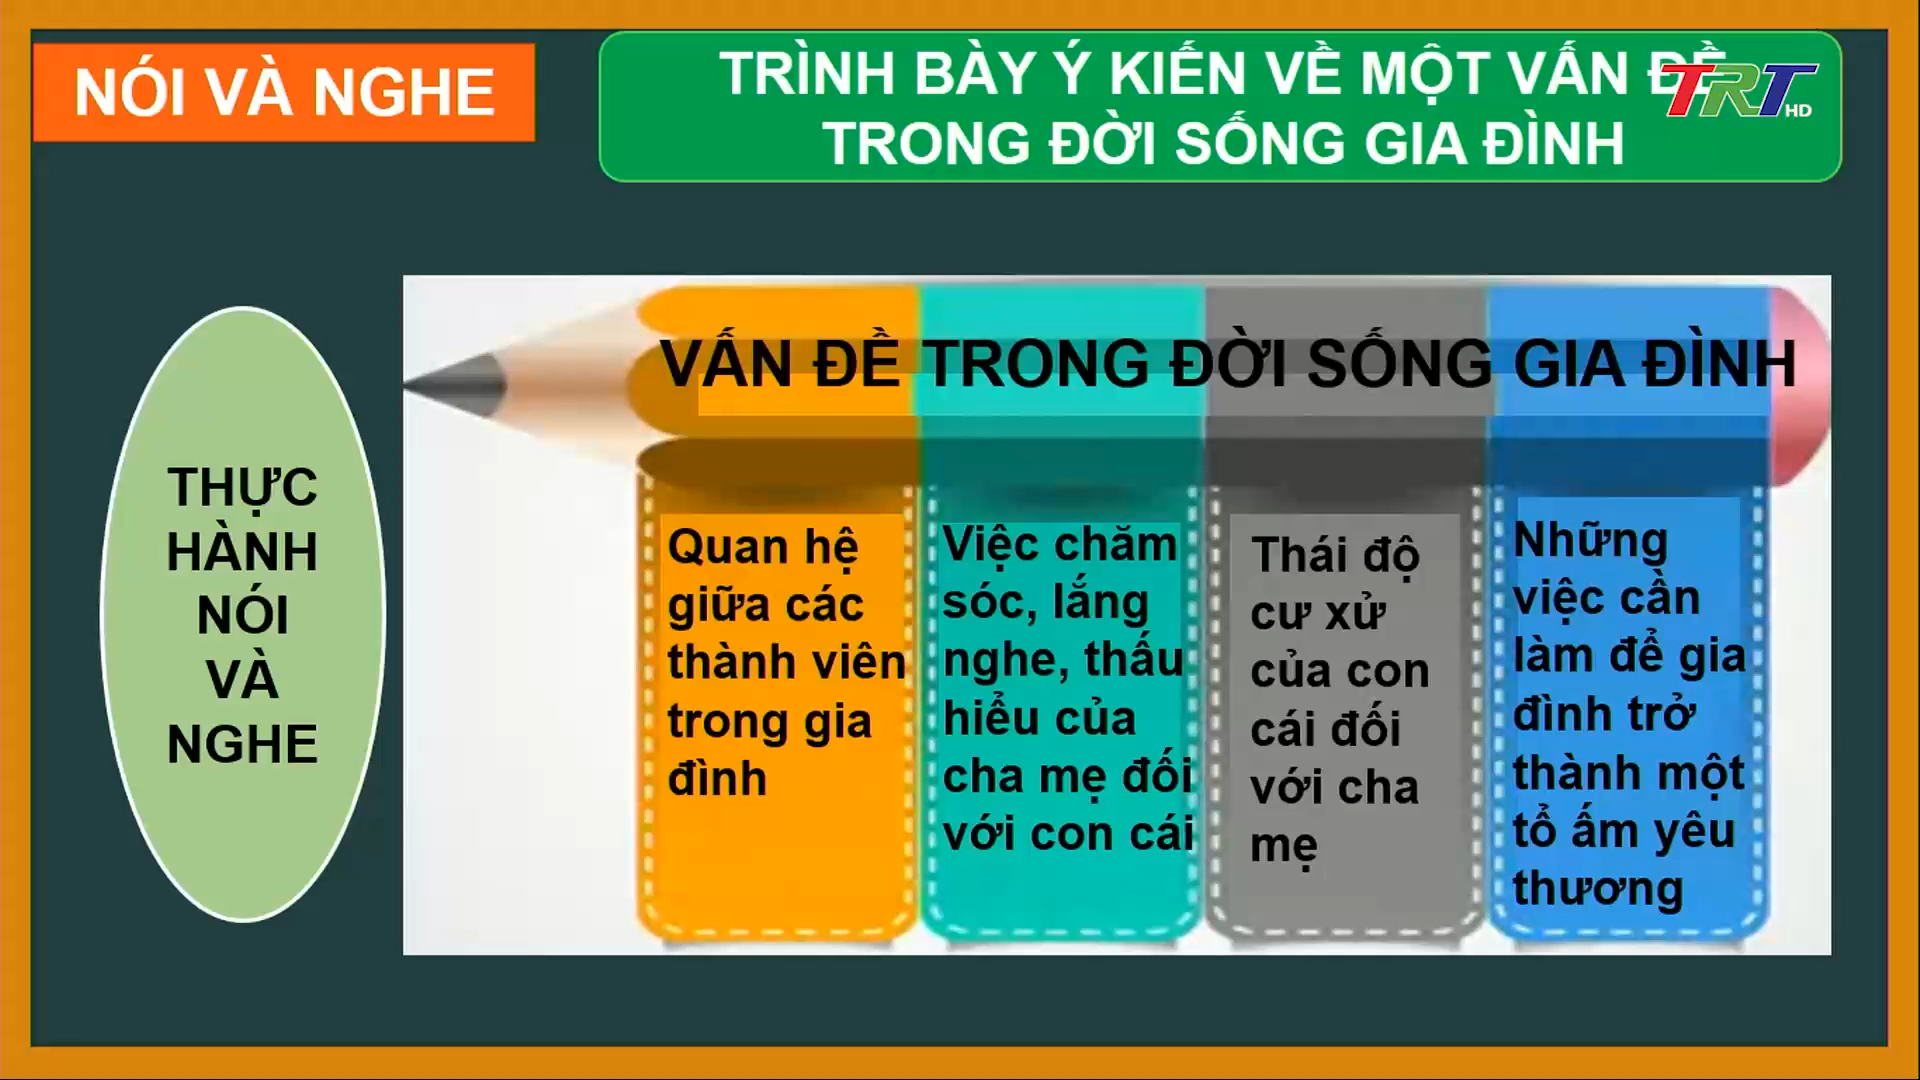 NÓI VÀ NGHE
TRÌNH BÀY Ý KIẾN VỀ MỘT VẤN ĐỀ
TRONG ĐỜI SỐNG GIA ĐÌNH
TRT HD
THỰC
HÀNH
NÓI
VÀ
NGHE
VẤN ĐỀ TRONG ĐỜI SỐNG GIA ĐÌNH
Quan hệ
giữa các
thành viên
trong gia
đình
Việc chăm
sóc, lắng
nghe, thấu
hiểu của
cha mẹ đối
với con cái
Thái độ
cư xử
của con
cái đối
với cha
mẹ
Những
việc cần
làm để gia
đình trở
thành một
tổ ấm yêu
thương